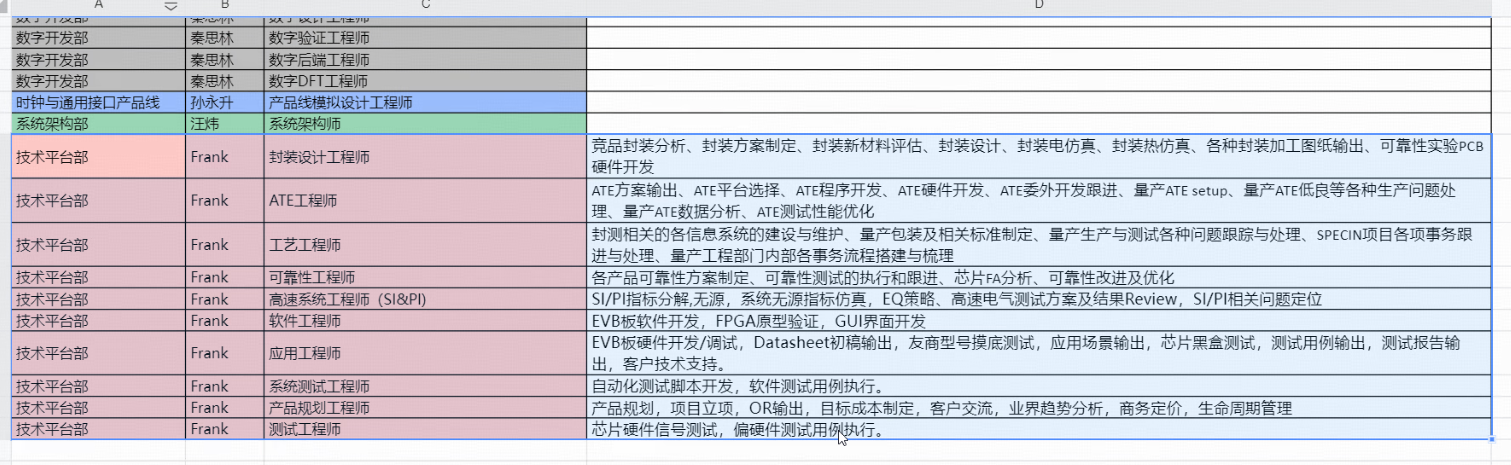 A B C D
数字开发部 秦思林 数字设计工程师
数字开发部 秦思林 数字验证工程师
数字开发部 秦思林 数字后端工程师
数字开发部 秦思林 数字DFT工程师
时钟与通用接口产品线 孙永升 产品线模拟设计工程师
系统架构部 汪炜 系统架构师
技术平台部 Frank 封装设计工程师 竞品封装分析、封装方案制定、封装新材料评估、封装设计、封装电仿真、封装热仿真、各种封装加工图纸输出、可靠性实验PCB
硬件开发
技术平台部 Frank ATE工程师 ATE方案输出、ATE平台选择、ATE程序开发、ATE硬件开发、ATE委外开发跟进、量产ATE setup、量产ATE低良等各种生产问题处
理、量产ATE数据分析、ATE测试性能优化
技术平台部 Frank 工艺工程师 封测相关的各信息系统的建设与维护、量产包装及相关标准制定、量产生产与测试各种问题跟踪与处理、SPECIN项目各项事务跟
进与处理、量产工程部门内部各事务流程搭建与梳理
技术平台部 Frank 可靠性工程师 各产品可靠性方案制定、可靠性测试的执行和跟进、芯片FA分析、可靠性改进及优化
技术平台部 Frank 高速系统工程师（SI&PI) SI/PI指标分解,无源，系统无源指标仿真，EQ策略、高速电气测试方案及结果Review，SI/PI相关问题定位
技术平台部 Frank 软件工程师 EVB板软件开发，FPGA原型验证，GUI界面开发
技术平台部 Frank 应用工程师 EVB板硬件开发/调试，Datasheet初稿输出，友商型号摸底测试，应用场景输出，芯片黑盒测试，测试用例输出，测试报告输
出，客户技术支持。
技术平台部 Frank 系统测试工程师 自动化测试脚本开发，软件测试用例执行。
技术平台部 Frank 产品规划工程师 产品规划，项目立项，OR输出，目标成本制定，客户交流，业界趋势分析，商务定价，生命周期管理
技术平台部 Frank 测试工程师 芯片硬件信号测试，偏硬件测试用例执行。